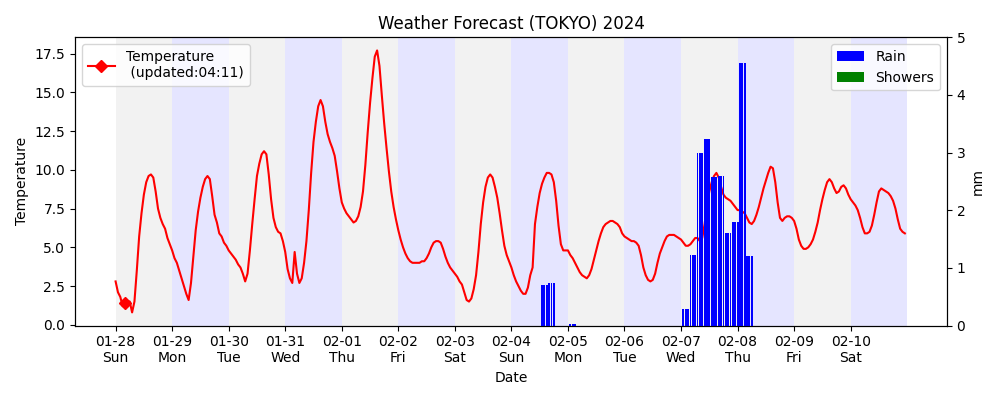 Weather Forecast (TOKYO) 2024
Temperature
(updated:04:11)
Rain
Showers
Temperature
17.5
15.0
12.5
10.0
7.5
5.0
2.5
0.0
5
4
3
2
1
0
mm
01-28 01-29 01-30 01-31 02-01 02-02 02-03 02-04 02-05 02-06 02-07 02-08 02-09 02-10
Sun Mon Tue Wed Thu Fri Sat Sun Mon Tue Wed Thu Fri Sat
Date